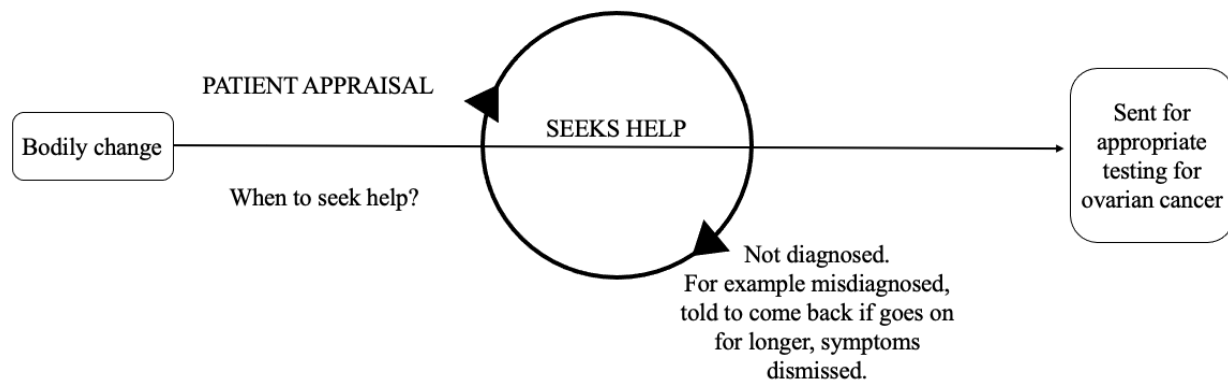 PATIENT APPRAISAL
Bodily change
When to seek help?
SEEKS HELP
Not diagnosed.
For example misdiagnosed,
told to come back if goes on
for longer, symptoms
dismissed.
Sent for
appropriate
testing for
ovarian cancer